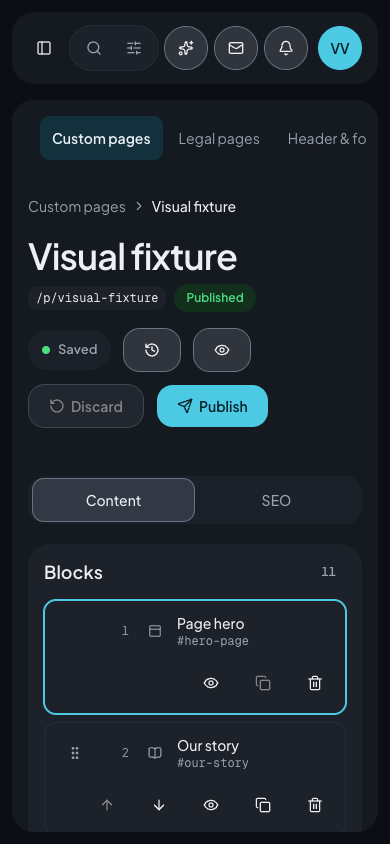 VV
Custom pages Legal pages Header & fo
Custom pages > Visual fixture
Visual fixture
/p/visual-fixture Published
Saved
Discard Publish
Content SEO
Blocks 11
1 Page hero
#hero-page
2 Our story
#our-story